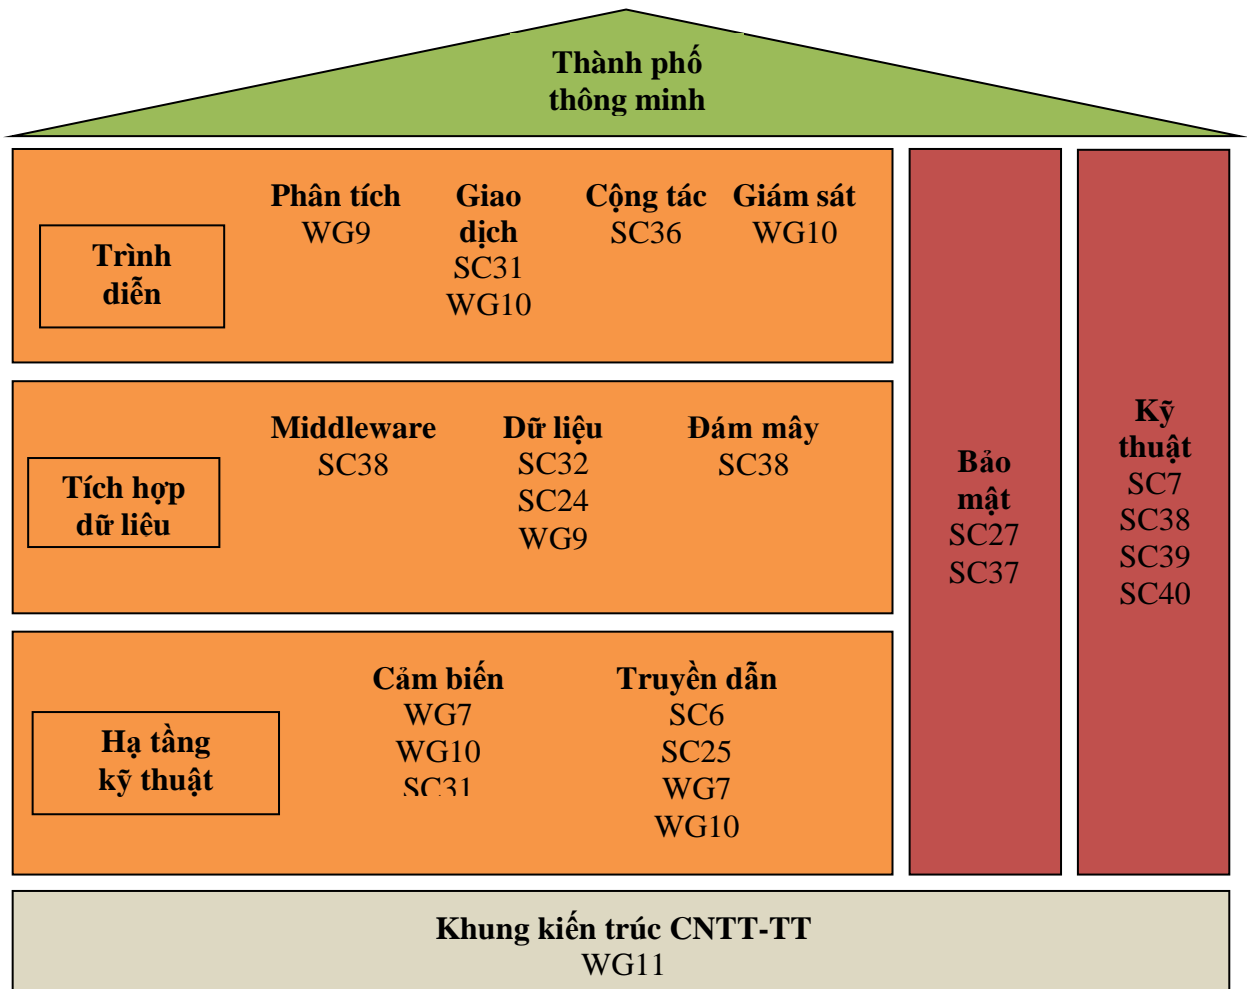 Thành phố
thông minh
Trình
diễn
Phân tích
WG9
Giao
dịch
SC31
WG10
Cộng tác
SC36
Giám sát
WG10
Tích hợp
dữ liêu
Middleware
SC38
Dữ liệu
SC32
SC24
WG9
Đám mây
SC38
Hạ tầng
kỹ thuật
Cảm biến
WG7
WG10
SC31
Truyền dẫn
SC6
SC25
WG7
WG10
Bảo
mật
SC27
SC37
Kỹ
thuật
SC7
SC38
SC39
SC40
Khung kiến trúc CNTT-TT
WG11